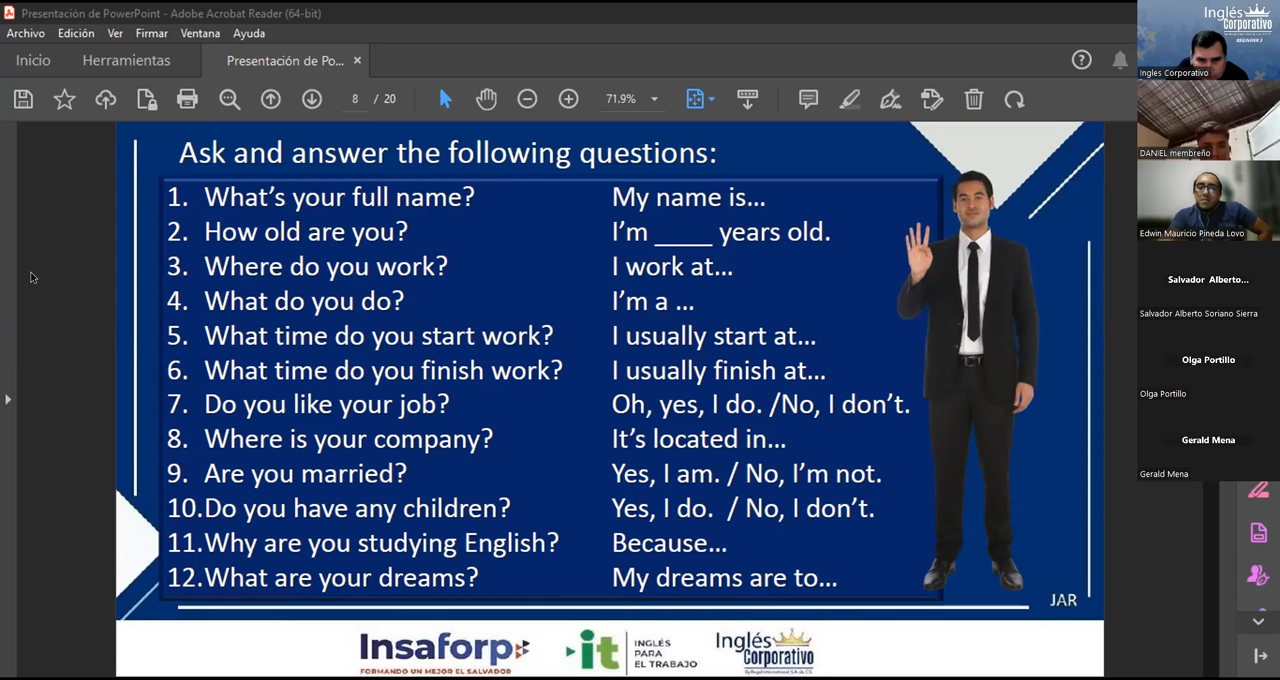 Presentación de PowerPoint - Adobe Acrobat Reader (64-bit)
Archivo Edición Ver Firmar Ventana Ayuda
Inicio Herramientas Presentación de Po... ×
8 / 20 71.9%
Ask and answer the following questions:
1. What's your full name? My name is...
2. How old are you? I'm ____ years old.
3. Where do you work? I work at...
4. What do you do? I'm a ...
5. What time do you start work? I usually start at...
6. What time do you finish work? I usually finish at...
7. Do you like your job? Oh, yes, I do. /No, I don't.
8. Where is your company? It's located in...
9. Are you married? Yes, I am. / No, I'm not.
10.Do you have any children? Yes, I do. / No, I don't.
11.Why are you studying English? Because...
12.What are your dreams? My dreams are to...
JAR
Insaforp
FORMANDO UN MEJOR EL SALVADOR
it
INGLÉS
PARA
EL TRABAJO
Inglés
Corporativo
Inglés
Corporativo
BEGINNER 3
Ingles Corporativo
DANIEL membreño
Edwin Mauricio Pineda Lovo
Salvador Alberto...
Salvador Alberto Soriano Sierra
Olga Portillo
Olga Portillo
Gerald Mena
Gerald Mena